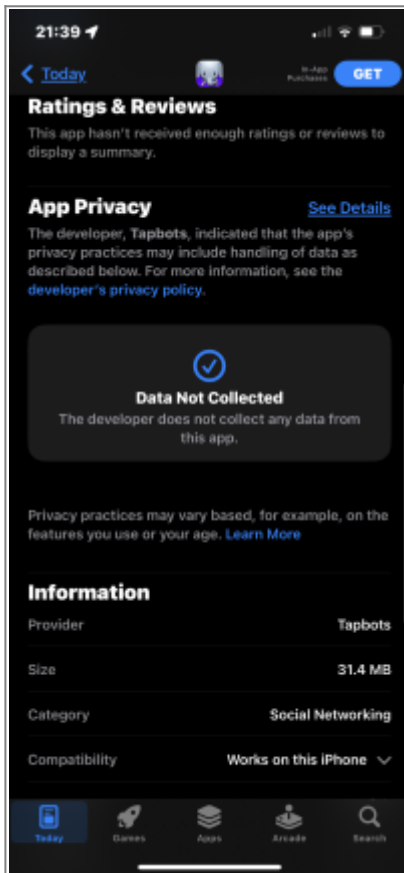 21:39
Today
In-App
Purchases
GET
Ratings & Reviews
This app hasn't received enough ratings or reviews to
display a summary.
App Privacy
See Details
The developer, Tapbots, indicated that the app's
privacy practices may include handling of data as
described below. For more information, see the
developer's privacy policy.
Data Not Collected
The developer does not collect any data from
this app.
Privacy practices may vary based, for example, on the
features you use or your age. Learn More
Information
Provider Tapbots
Size 31.4 MB
Category Social Networking
Compatibility Works on this iPhone
Today Games Apps Arcade Search